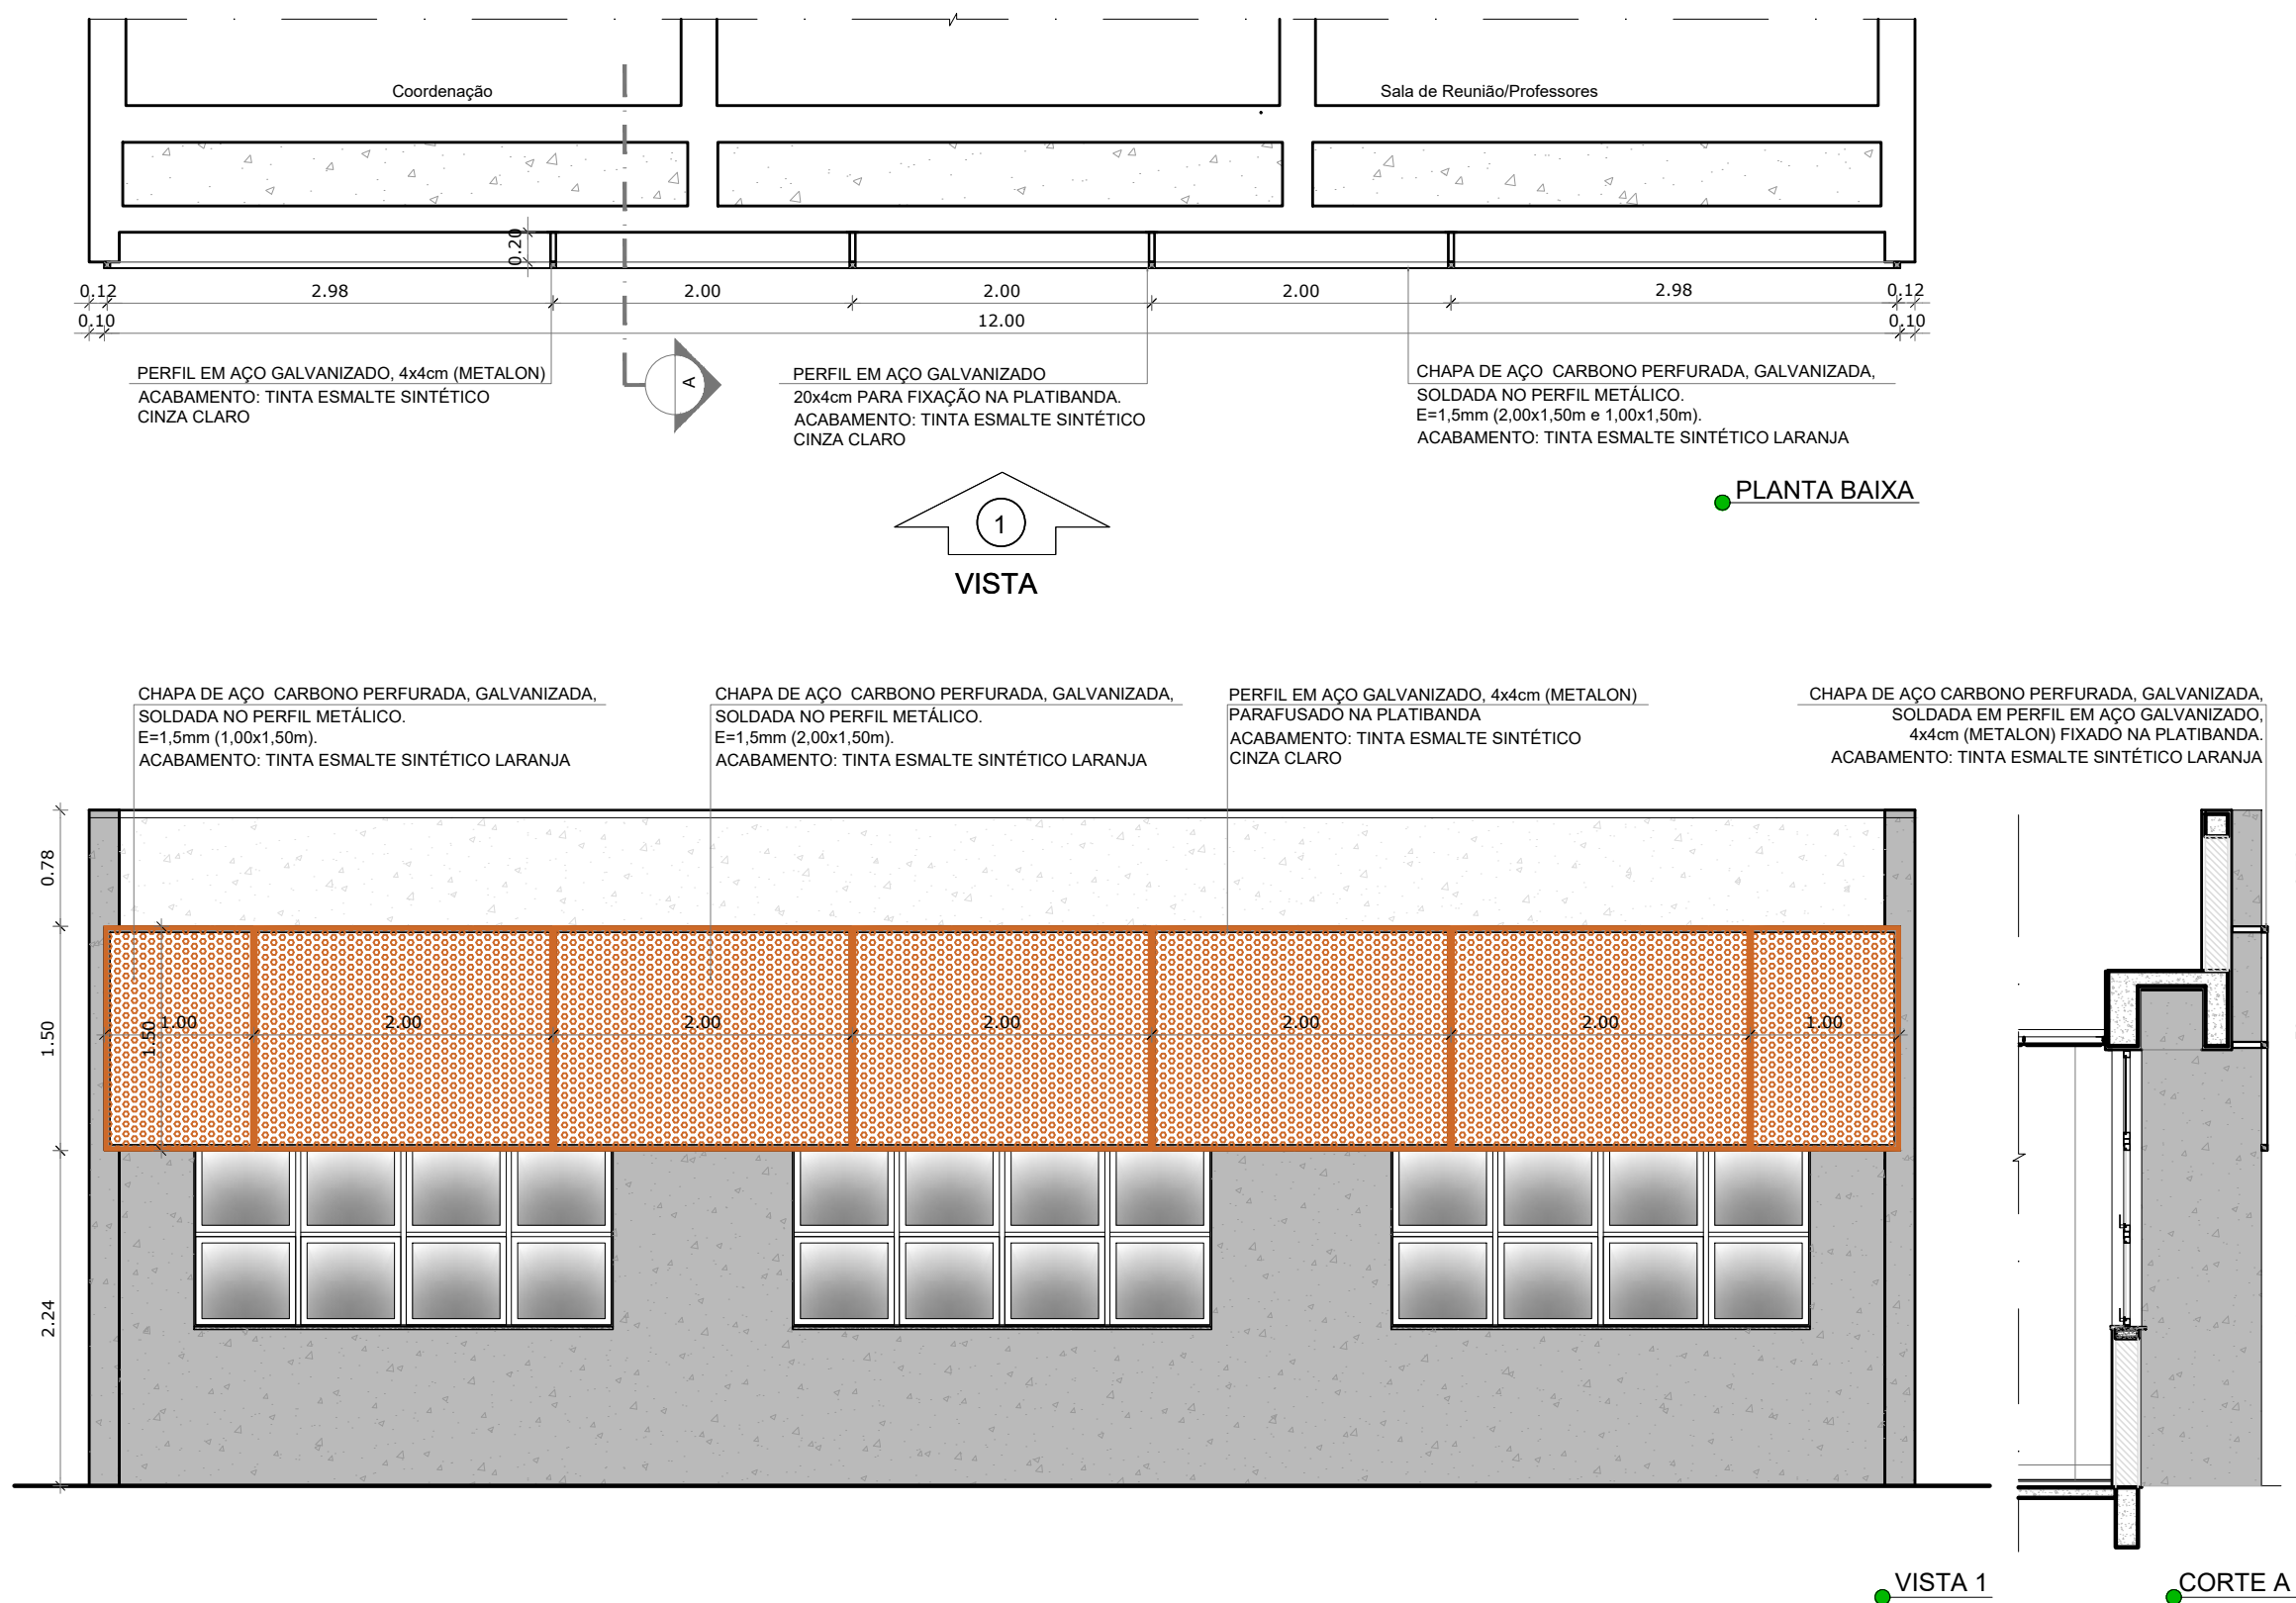 Coordenação
Sala de Reunião/Professores
0.20
0.12
2.98
2.00
2.00
2.00
2.98
0.12
0.10
12.00
0.10
PERFIL EM AÇO GALVANIZADO, 4x4cm (METALON)
ACABAMENTO: TINTA ESMALTE SINTÉTICO
CINZA CLARO
A
PERFIL EM AÇO GALVANIZADO
20x4cm PARA FIXAÇÃO NA PLATIBANDA.
ACABAMENTO: TINTA ESMALTE SINTÉTICO
CINZA CLARO
CHAPA DE AÇO CARBONO PERFURADA, GALVANIZADA,
SOLDADA NO PERFIL METÁLICO.
E=1,5mm (2,00x1,50m e 1,00x1,50m).
ACABAMENTO: TINTA ESMALTE SINTÉTICO LARANJA
PLANTA BAIXA
1
VISTA
CHAPA DE AÇO CARBONO PERFURADA, GALVANIZADA,
SOLDADA NO PERFIL METÁLICO.
E=1,5mm (1,00x1,50m).
ACABAMENTO: TINTA ESMALTE SINTÉTICO LARANJA
CHAPA DE AÇO CARBONO PERFURADA, GALVANIZADA,
SOLDADA NO PERFIL METÁLICO.
E=1,5mm (2,00x1,50m).
ACABAMENTO: TINTA ESMALTE SINTÉTICO LARANJA
PERFIL EM AÇO GALVANIZADO, 4x4cm (METALON)
PARAFUSADO NA PLATIBANDA
ACABAMENTO: TINTA ESMALTE SINTÉTICO
CINZA CLARO
CHAPA DE AÇO CARBONO PERFURADA, GALVANIZADA,
SOLDADA EM PERFIL EM AÇO GALVANIZADO,
4x4cm (METALON) FIXADO NA PLATIBANDA.
ACABAMENTO: TINTA ESMALTE SINTÉTICO LARANJA
0.78
1.50
2.24
1.50
1.00
2.00
2.00
2.00
2.00
2.00
1.00
VISTA 1
CORTE A